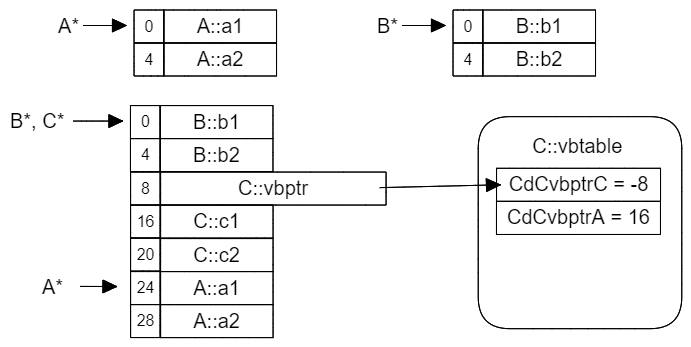 A*
0 A::a1
4 A::a2
B*
0 B::b1
4 B::b2
B*, C*
0 B::b1
4 B::b2
8 C::vbptr
16 C::c1
20 C::c2
A*
24 A::a1
28 A::a2
C::vbtable
CdCvbptrC = -8
CdCvbptrA = 16